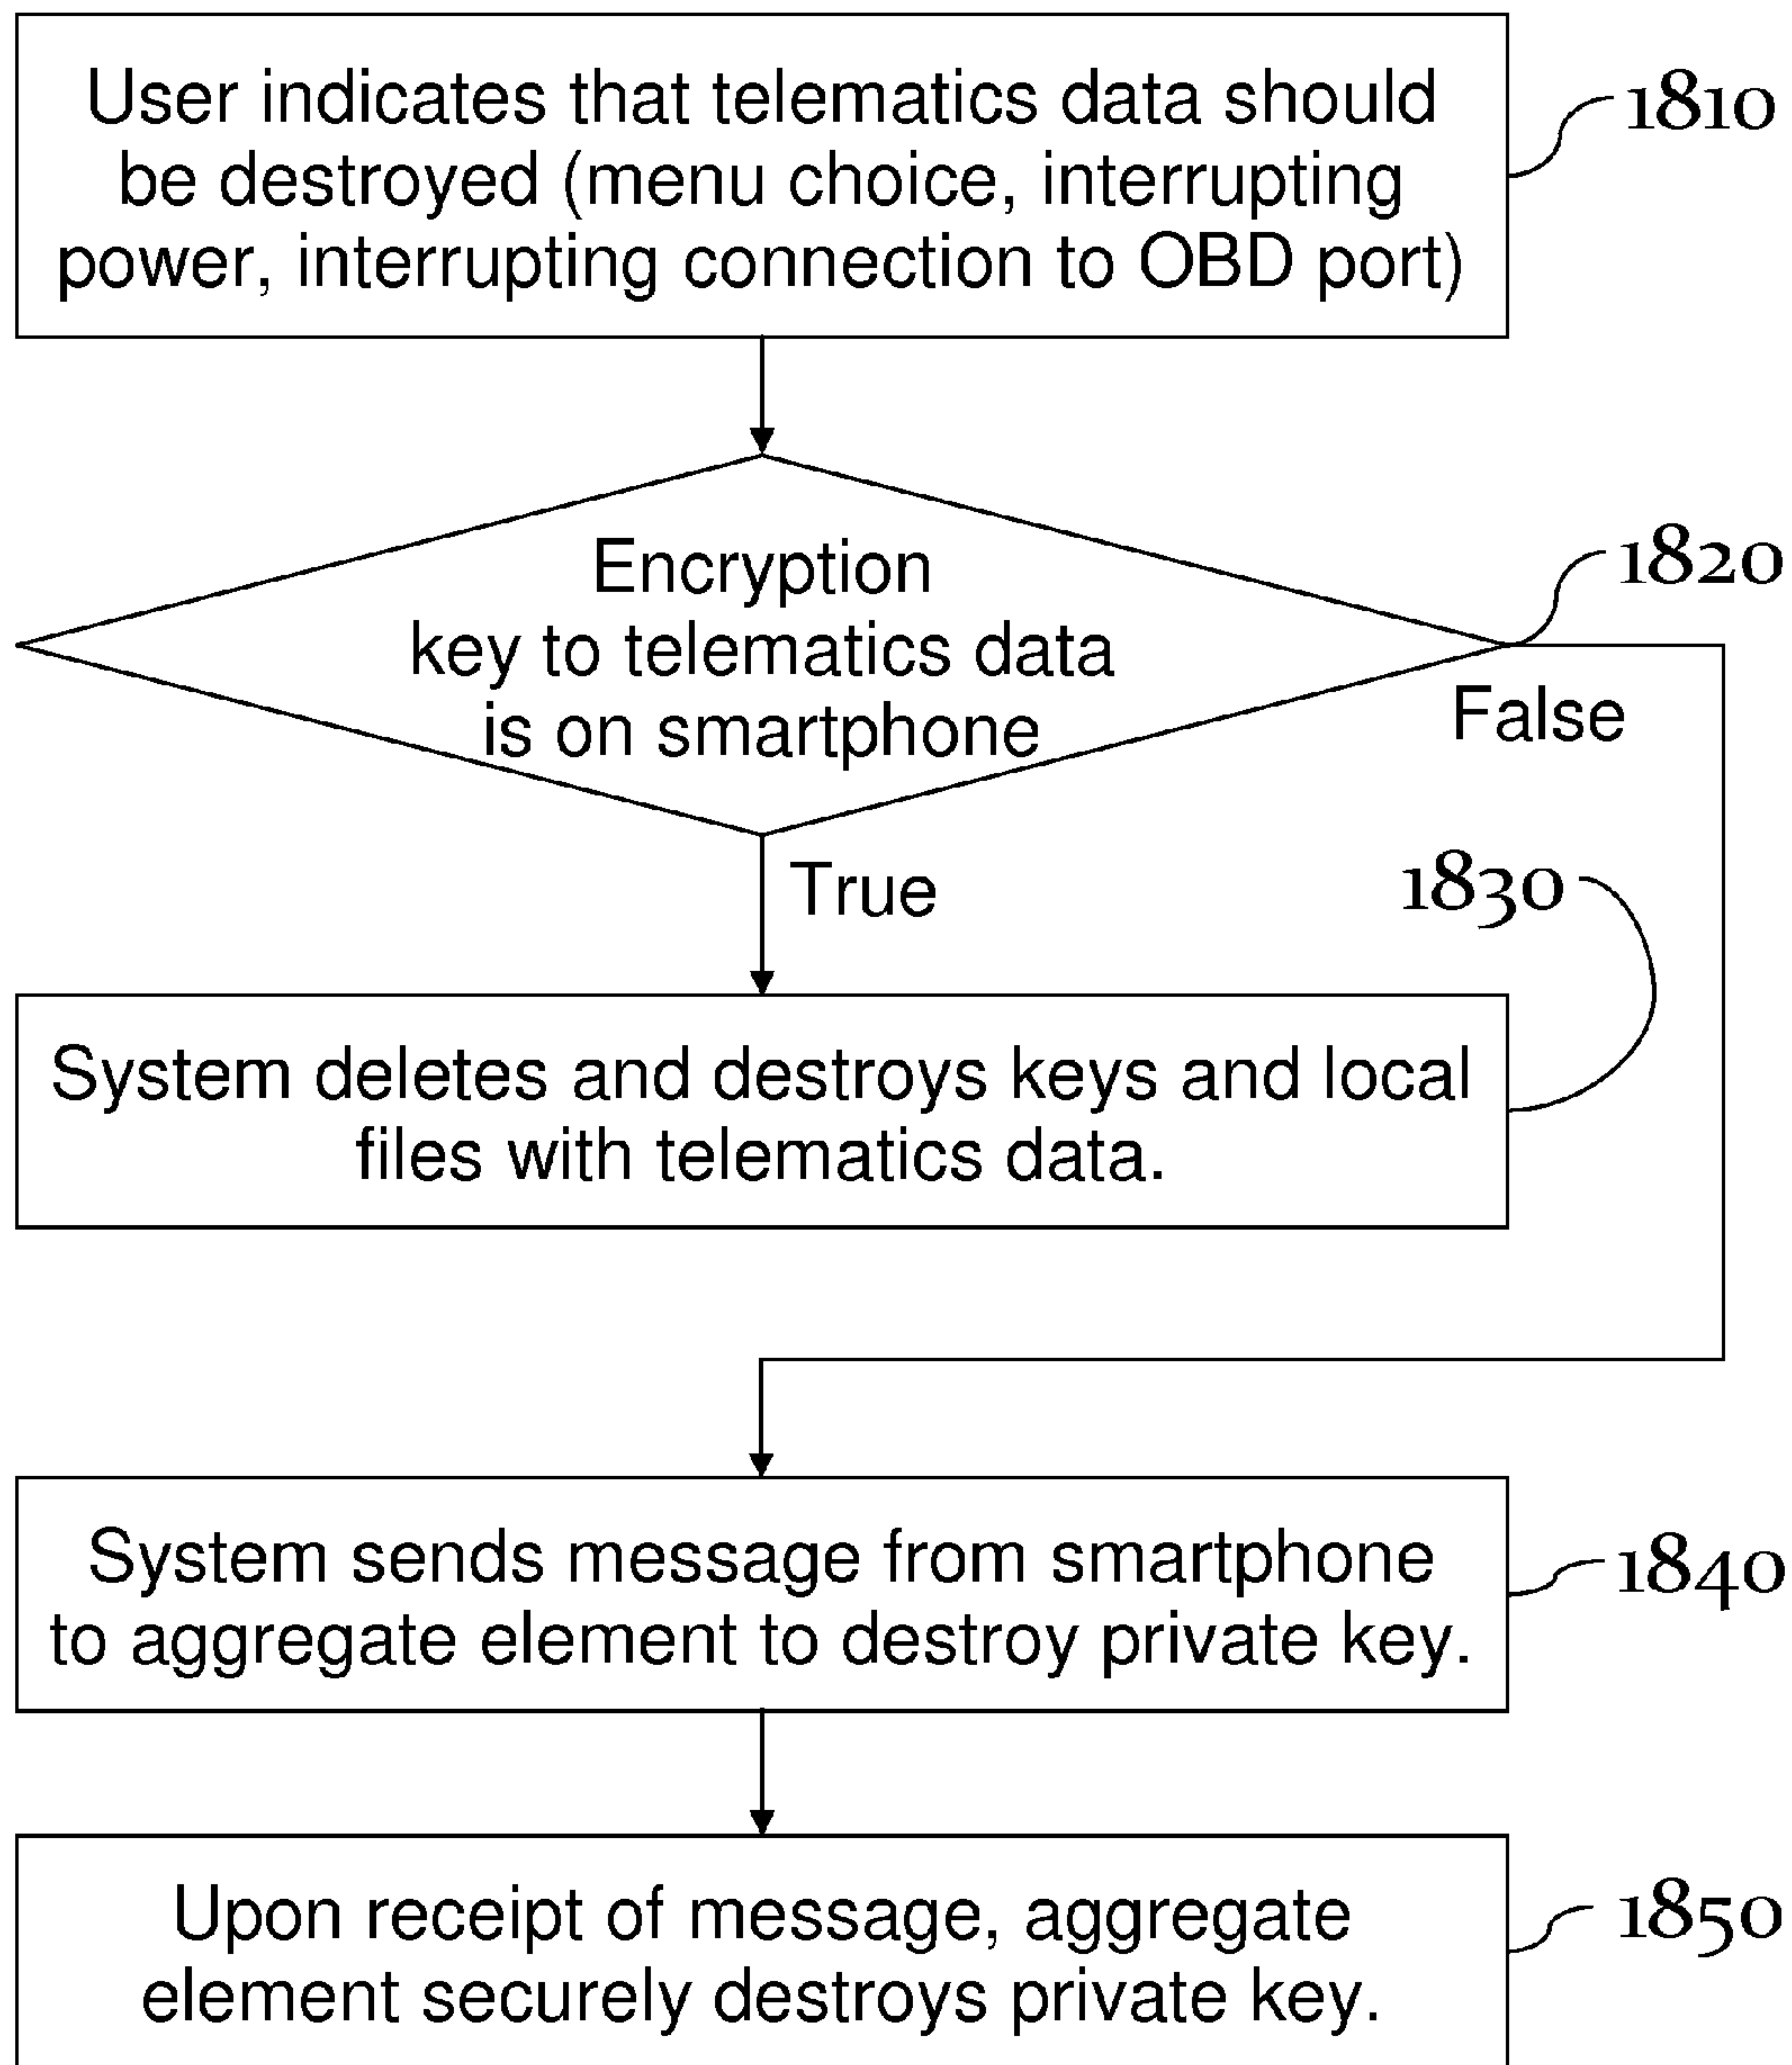 User indicates that telematics data should
be destroyed (menu choice, interrupting
power, interrupting connection to OBD port)
1810
Encryption
key to telematics data
is on smartphone
1820
False
True
1830
System deletes and destroys keys and local
files with telematics data.
System sends message from smartphone
to aggregate element to destroy private key.
1840
Upon receipt of message, aggregate
element securely destroys private key.
1850